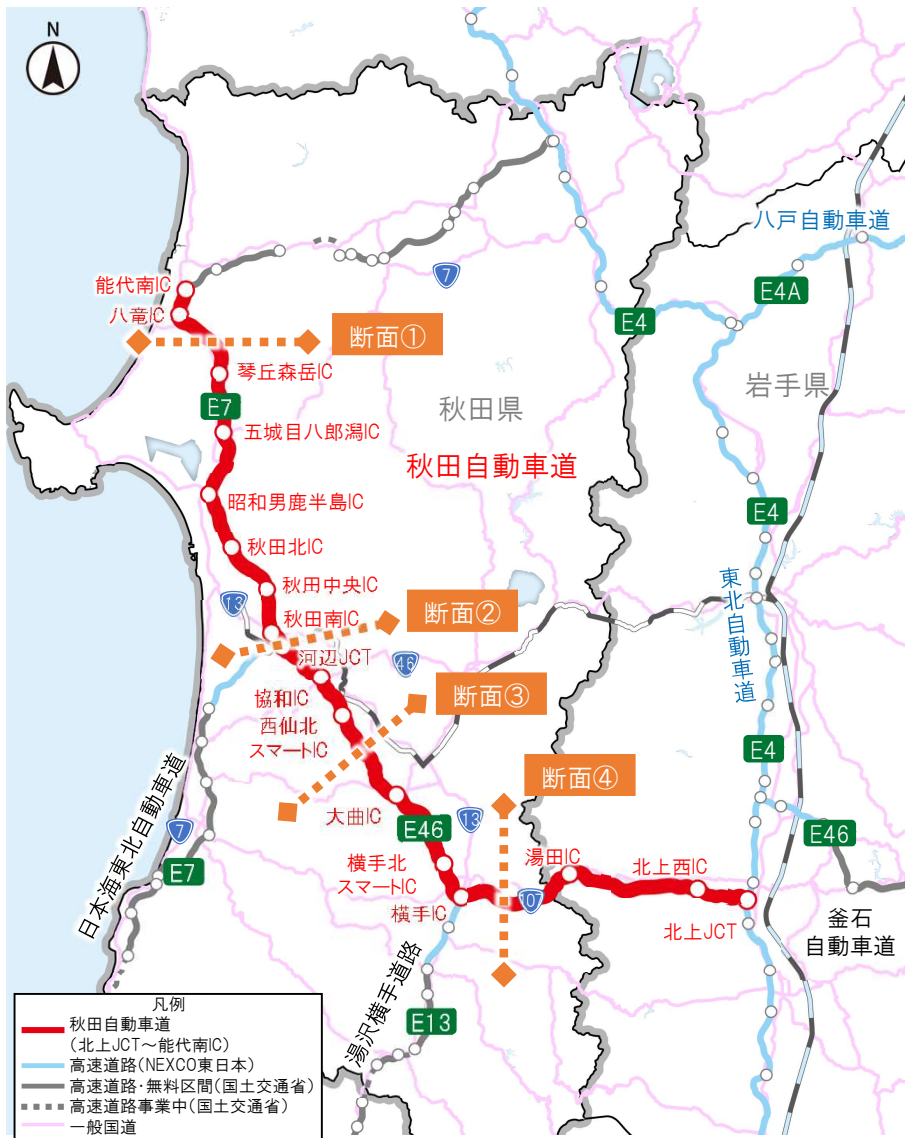 N
八戸自動車道
7
E4A
能代南IC
八竜IC
E4
断面①
琴丘森岳IC
岩手県
E7
秋田県
五城目八郎潟IC
秋田自動車道
昭和男鹿半島IC
E4
秋田北IC
東北自動車道
秋田中央IC
13
秋田南IC
断面②
河辺JCT
46
協和IC
断面③
西仙北
スマートIC
E4
断面④
大曲IC
13
E46
E46
日本海東北自動車道
7
E7
横手北
スマートIC
湯田IC
北上西IC
横手IC
107
北上JCT
釜石
自動車道
湯沢横手道路
E13
凡例
秋田自動車道
(北上JCT～能代南IC)
高速道路(NEXCO東日本)
高速道路・無料区間(国土交通省)
高速道路事業中(国土交通省)
一般国道